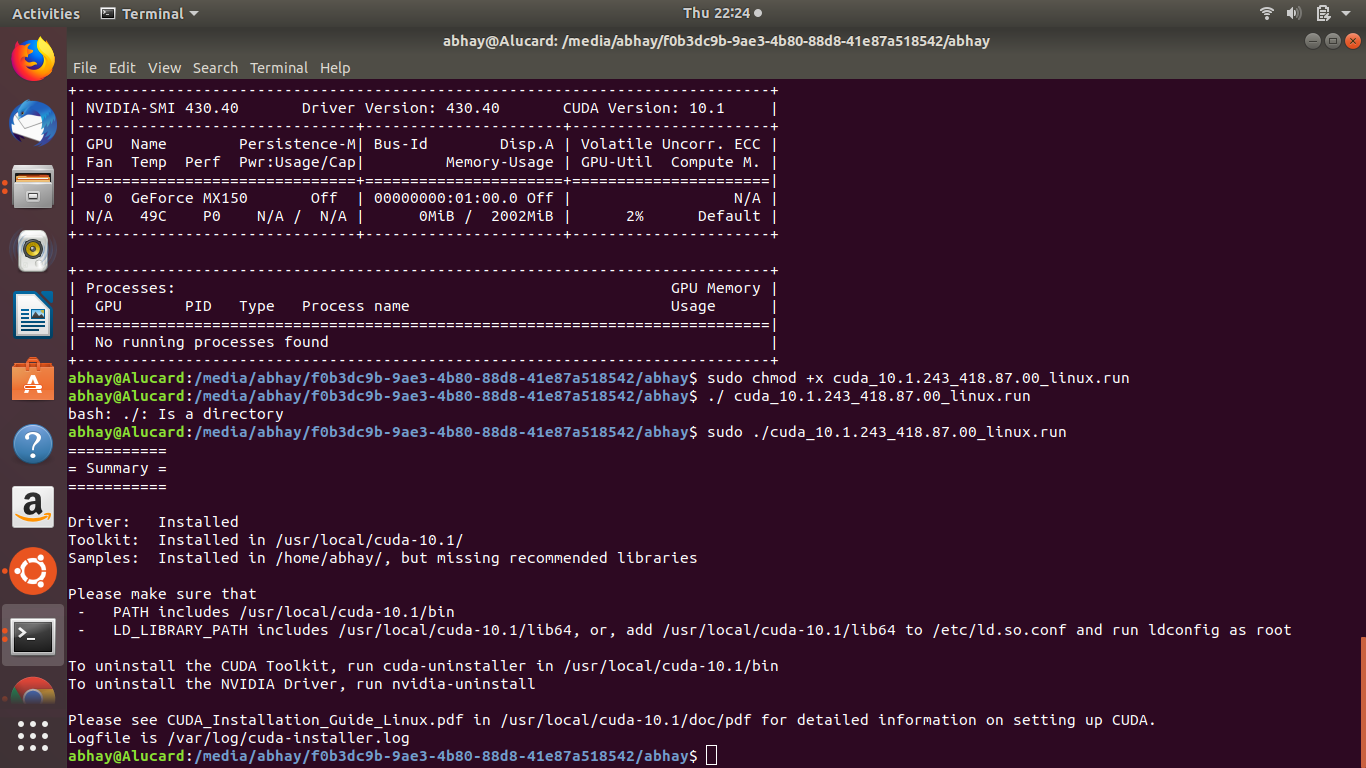 Activities Terminal Thu 22:24
abhay@Alucard: /media/abhay/f0b3dc9b-9ae3-4b80-88d8-41e87a518542/abhay
File Edit View Search Terminal Help
+-----------------------------------------------------------------------------+
| NVIDIA-SMI 430.40       Driver Version: 430.40       CUDA Version: 10.1     |
|-------------------------------+----------------------+----------------------+
| GPU  Name        Persistence-M| Bus-Id        Disp.A | Volatile Uncorr. ECC |
| Fan  Temp  Perf  Pwr:Usage/Cap|         Memory-Usage | GPU-Util  Compute M. |
|===============================+======================+======================|
|   0  GeForce MX150       Off  | 00000000:01:00.0 Off |                  N/A |
| N/A   49C    P0    N/A /  N/A |      0MiB /  2002MiB |      2%      Default |
+-------------------------------+----------------------+----------------------+
+-----------------------------------------------------------------------------+
| Processes:                                                       GPU Memory |
|  GPU       PID   Type   Process name                             Usage      |
|=============================================================================|
|  No running processes found                                                 |
+-----------------------------------------------------------------------------+
abhay@Alucard:/media/abhay/f0b3dc9b-9ae3-4b80-88d8-41e87a518542/abhay$ sudo chmod +x cuda_10.1.243_418.87.00_linux.run
abhay@Alucard:/media/abhay/f0b3dc9b-9ae3-4b80-88d8-41e87a518542/abhay$ ./ cuda_10.1.243_418.87.00_linux.run
bash: ./: Is a directory
abhay@Alucard:/media/abhay/f0b3dc9b-9ae3-4b80-88d8-41e87a518542/abhay$ sudo ./cuda_10.1.243_418.87.00_linux.run
===========
= Summary =
===========
Driver:   Installed
Toolkit:  Installed in /usr/local/cuda-10.1/
Samples:  Installed in /home/abhay/, but missing recommended libraries
Please make sure that
 -   PATH includes /usr/local/cuda-10.1/bin
 -   LD_LIBRARY_PATH includes /usr/local/cuda-10.1/lib64, or, add /usr/local/cuda-10.1/lib64 to /etc/ld.so.conf and run ldconfig as root
To uninstall the CUDA Toolkit, run cuda-uninstaller in /usr/local/cuda-10.1/bin
To uninstall the NVIDIA Driver, run nvidia-uninstall
Please see CUDA_Installation_Guide_Linux.pdf in /usr/local/cuda-10.1/doc/pdf for detailed information on setting up CUDA.
Logfile is /var/log/cuda-installer.log
abhay@Alucard:/media/abhay/f0b3dc9b-9ae3-4b80-88d8-41e87a518542/abhay$